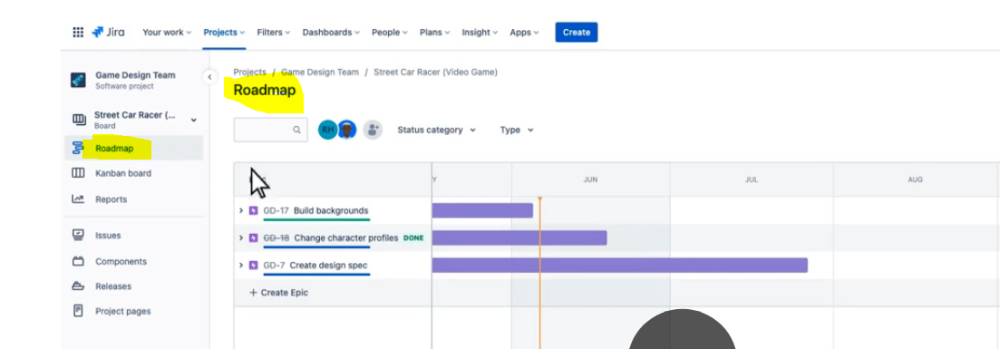 Jira Your work Projects Filters Dashboards People Plans Insight Apps Create
Game Design Team
Software project
Street Car Racer (...
Board
Roadmap
Kanban board
Reports
Issues
Components
Releases
Project pages
Projects / Game Design Team / Street Car Racer (Video Game)
Roadmap
RH Status category Type
JUN JUL AUG
GD-17 Build backgrounds
GD-18 Change character profiles DONE
GD-7 Create design spec
+ Create Epic